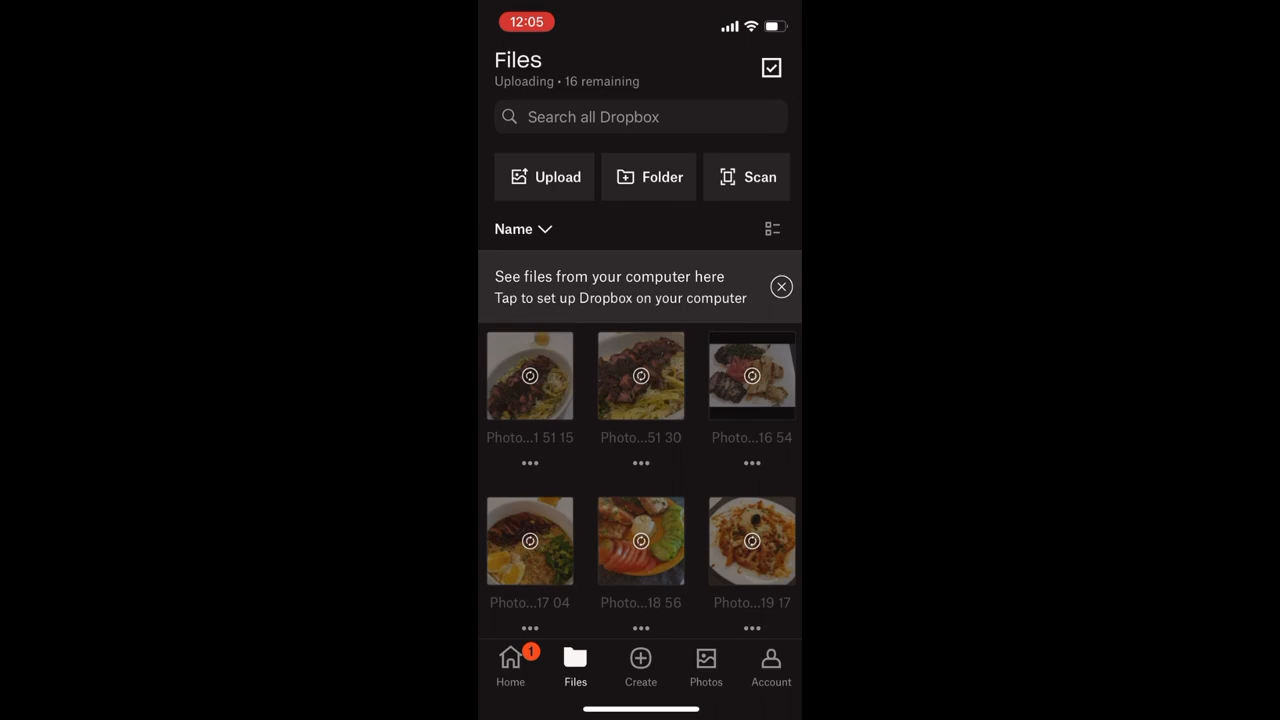 12:05
Files
Uploading • 16 remaining
Search all Dropbox
Upload Folder Scan
Name
See files from your computer here
Tap to set up Dropbox on your computer
Photo...1 51 15 Photo...51 30 Photo...16 54
Photo...17 04 Photo...18 56 Photo...19 17
1
Home Files Create Photos Account